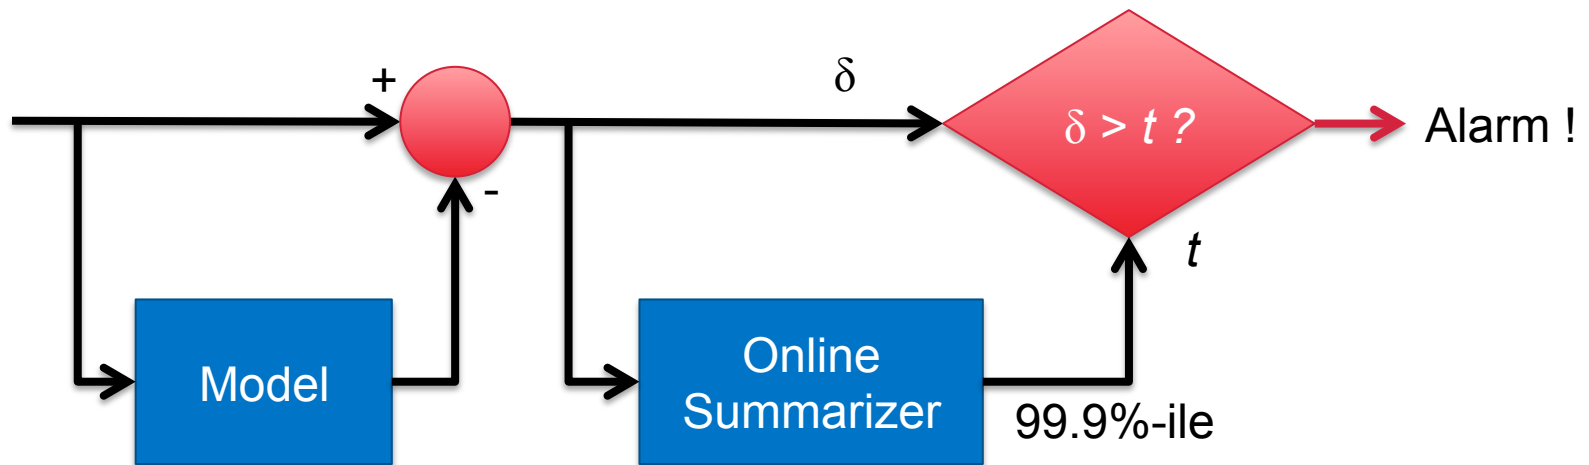 +
δ
δ > t ?
Alarm !
-
t
Model
Online
Summarizer
99.9%-ile